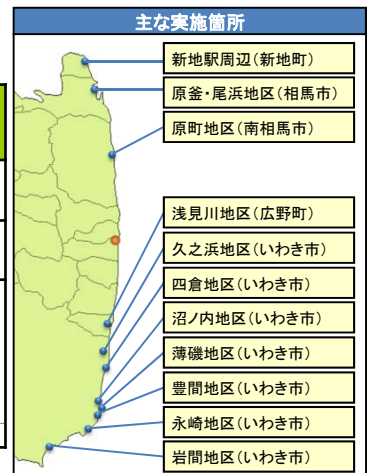 主な実施箇所
新地駅周辺(新地町)
原釜・尾浜地区(相馬市)
原町地区(南相馬市)
浅見川地区(広野町)
久之浜地区(いわき市)
四倉地区(いわき市)
沼ノ内地区(いわき市)
薄磯地区(いわき市)
豊間地区(いわき市)
永崎地区(いわき市)
岩間地区(いわき市)